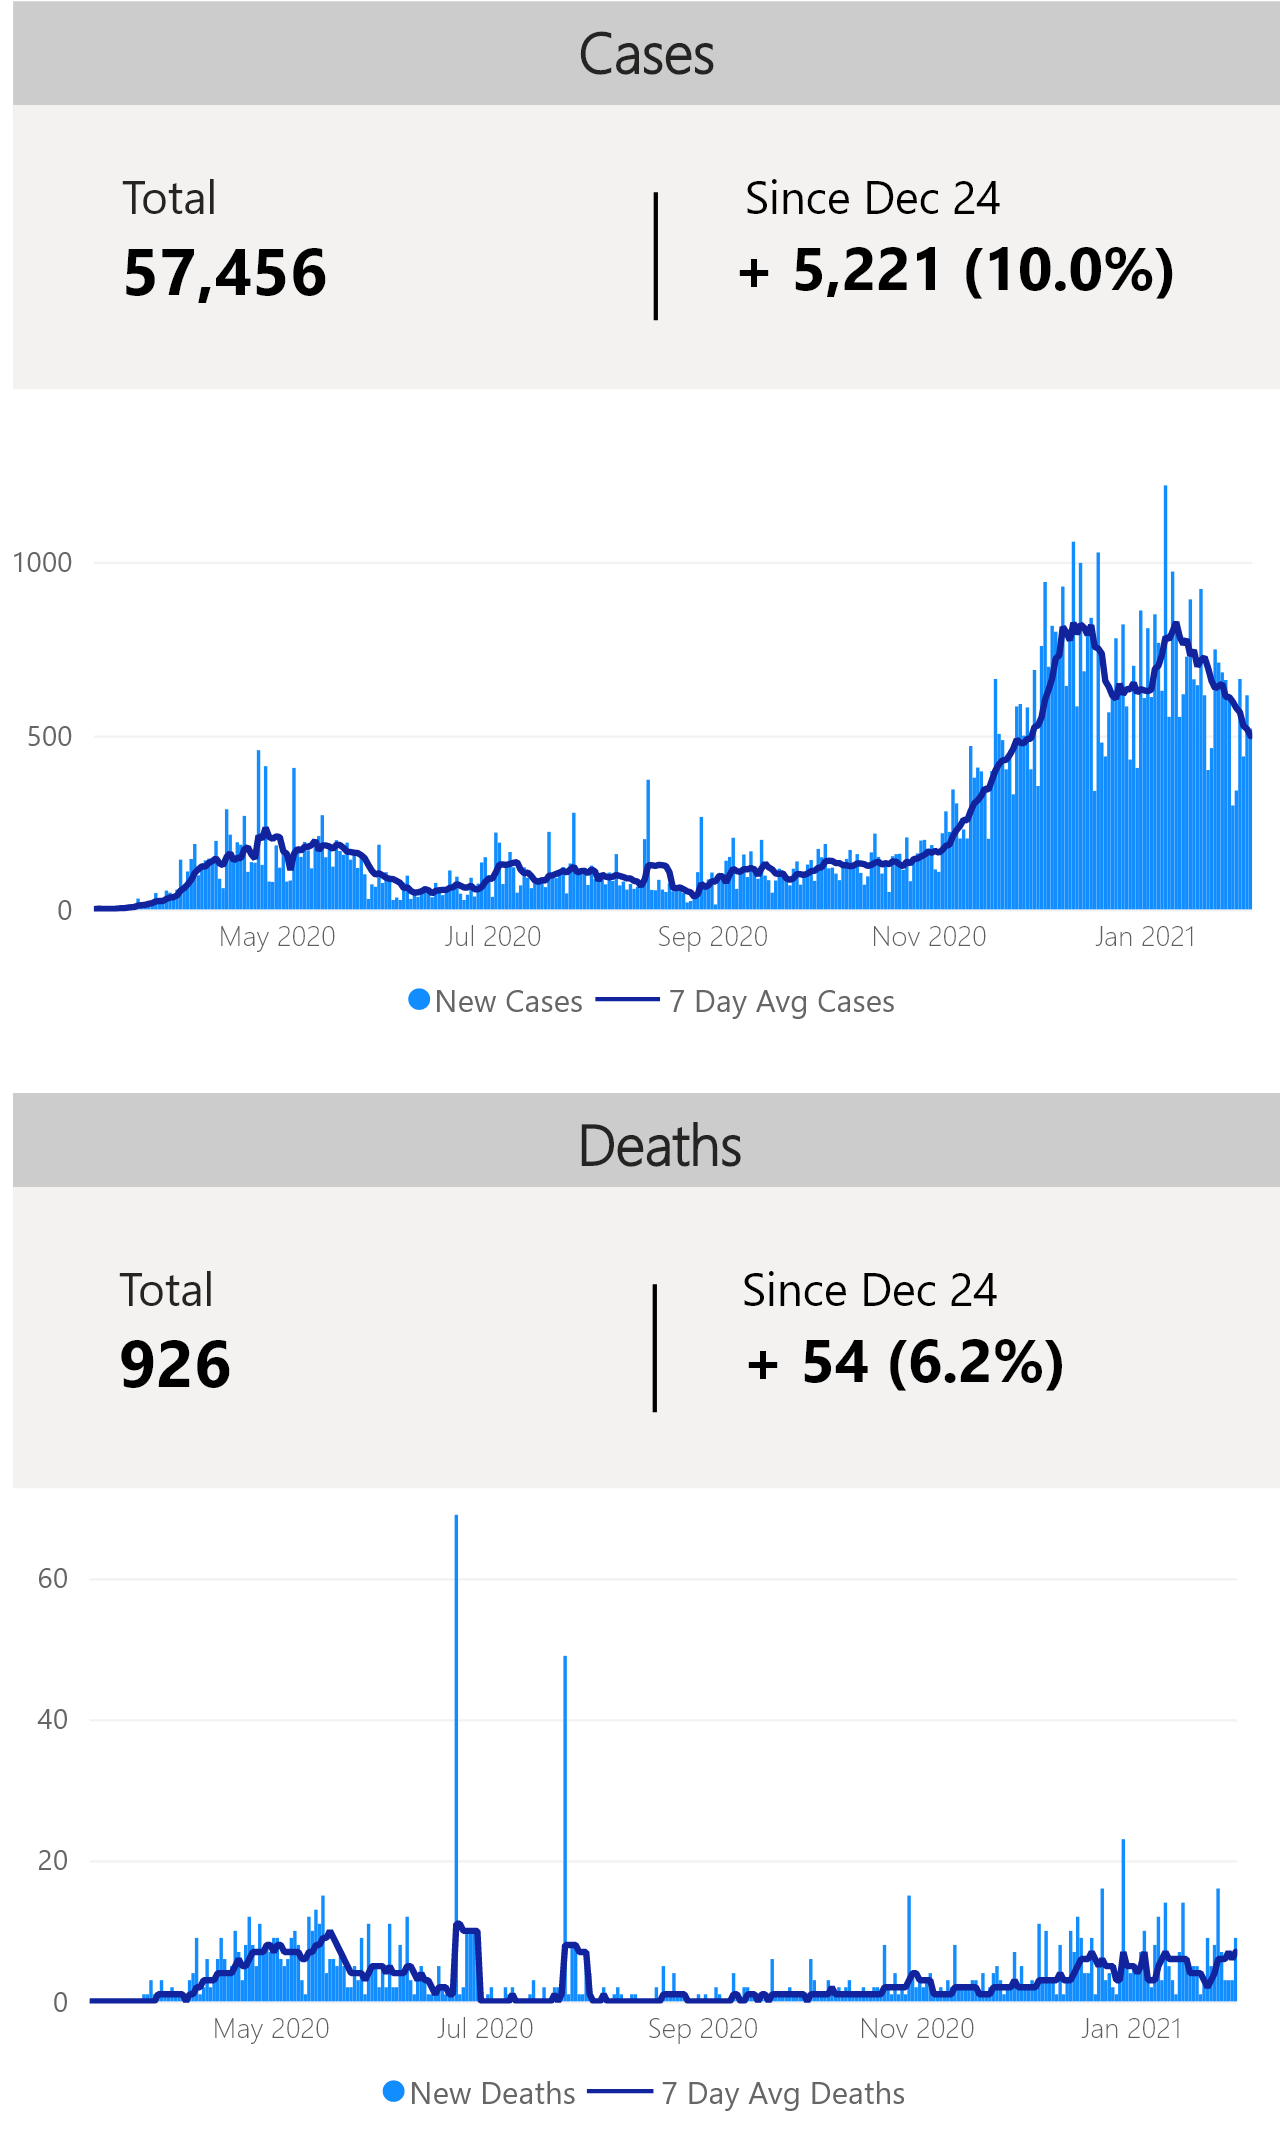 Cases
Total
Since Dec 24
57,456
+ 5,221 (10.0%)
1000
500
0
May 2020 Jul 2020 Sep 2020 Nov 2020 Jan 2021
New Cases 7 Day Avg Cases
Deaths
Total
Since Dec 24
926
+ 54 (6.2%)
60
40
20
0
May 2020 Jul 2020 Sep 2020 Nov 2020 Jan 2021
New Deaths 7 Day Avg Deaths